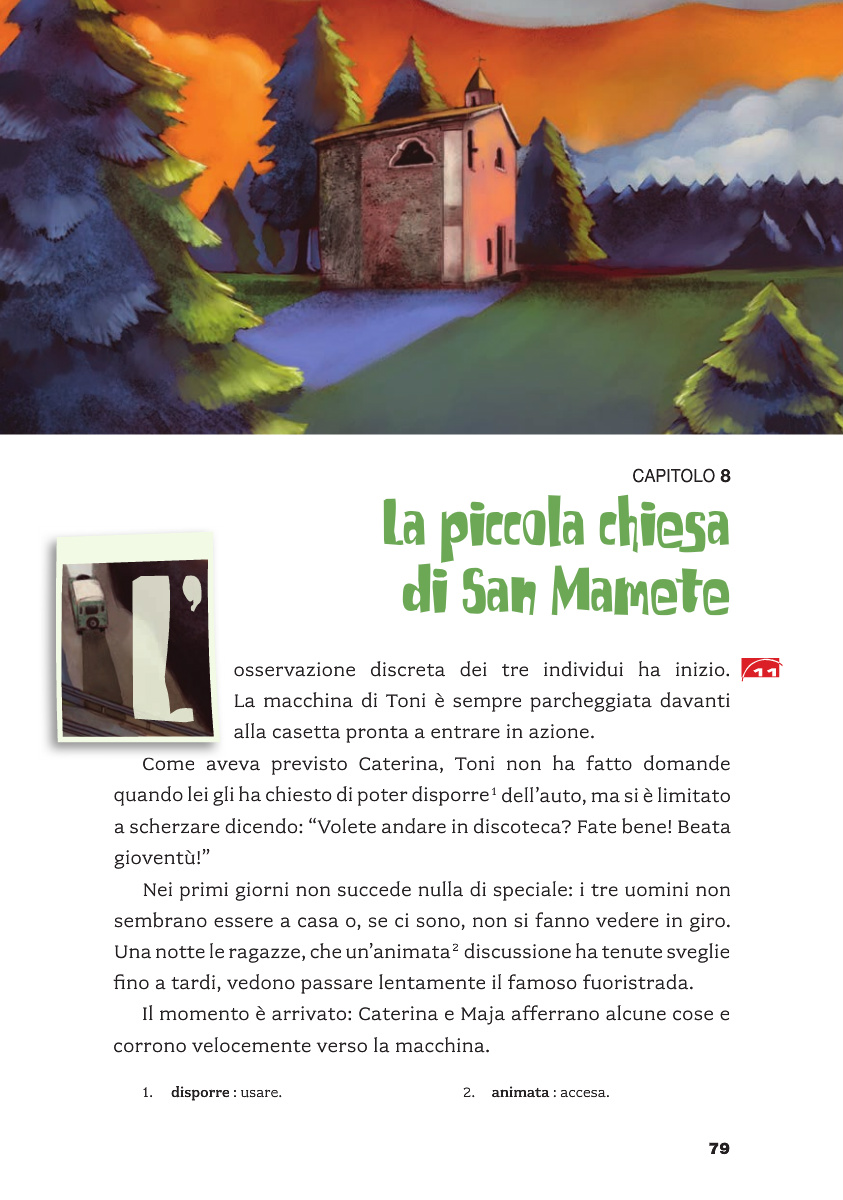 CAPITOLO 8
La piccola chiesa
di San Mamete
L'osservazione discreta dei tre individui ha inizio.
11
La macchina di Toni è sempre parcheggiata davanti
alla casetta pronta a entrare in azione.
Come aveva previsto Caterina, Toni non ha fatto domande
quando lei gli ha chiesto di poter disporre1 dell’auto, ma si è limitato
a scherzare dicendo: “Volete andare in discoteca? Fate bene! Beata
gioventù!”
Nei primi giorni non succede nulla di speciale: i tre uomini non
sembrano essere a casa o, se ci sono, non si fanno vedere in giro.
Una notte le ragazze, che un’animata2 discussione ha tenute sveglie
fino a tardi, vedono passare lentamente il famoso fuoristrada.
Il momento è arrivato: Caterina e Maja afferrano alcune cose e
corrono velocemente verso la macchina.
1. disporre : usare.
2. animata : accesa.
79